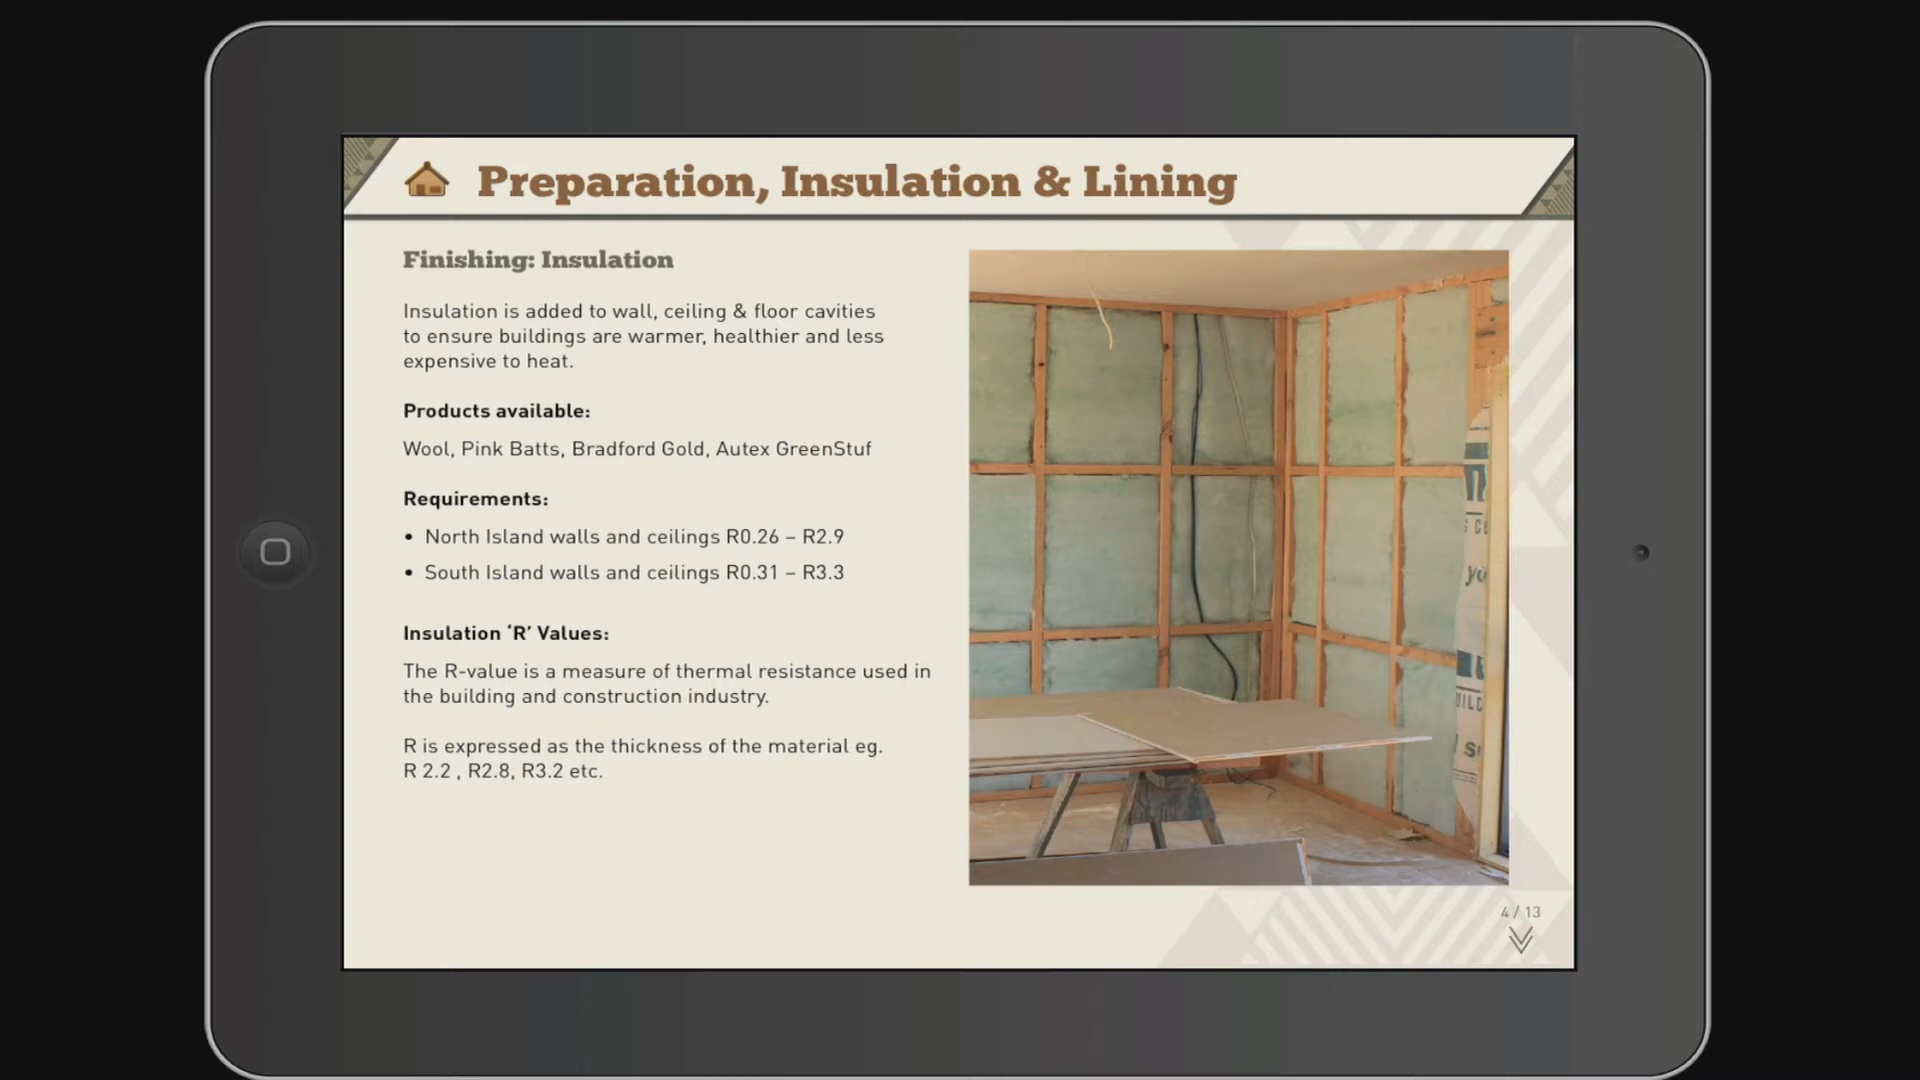 Preparation, Insulation & Lining
Finishing: Insulation
Insulation is added to wall, ceiling & floor cavities
to ensure buildings are warmer, healthier and less
expensive to heat.
Products available:
Wool, Pink Batts, Bradford Gold, Autex GreenStuf
Requirements:
• North Island walls and ceilings R0.26 – R2.9
• South Island walls and ceilings R0.31 – R3.3
Insulation ‘R’ Values:
The R-value is a measure of thermal resistance used in
the building and construction industry.
R is expressed as the thickness of the material eg.
R 2.2 , R2.8, R3.2 etc.
4 / 13